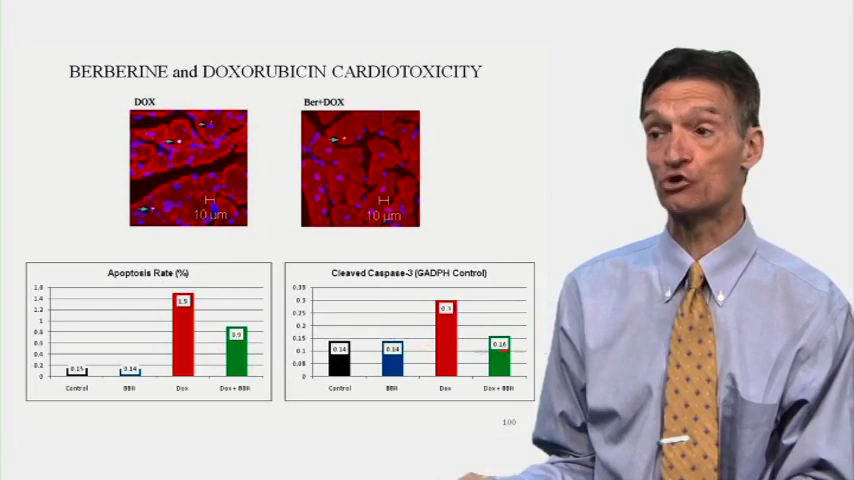 BERBERINE and DOXORUBICIN CARDIOTOXICITY
DOX
Ber+DOX
10 μm
10 μm
Apoptosis Rate (%)
1.6
1.4
1.2
1
0.8
0.6
0.4
0.2
0
0.15
0.14
1.5
0.9
Control
BBR
Dox
Dox + BBR
Cleaved Caspase-3 (GADPH Control)
0.35
0.3
0.25
0.2
0.15
0.1
0.05
0
0.14
0.14
0.3
0.16
Control
BBR
Dox
Dox + BBR
100